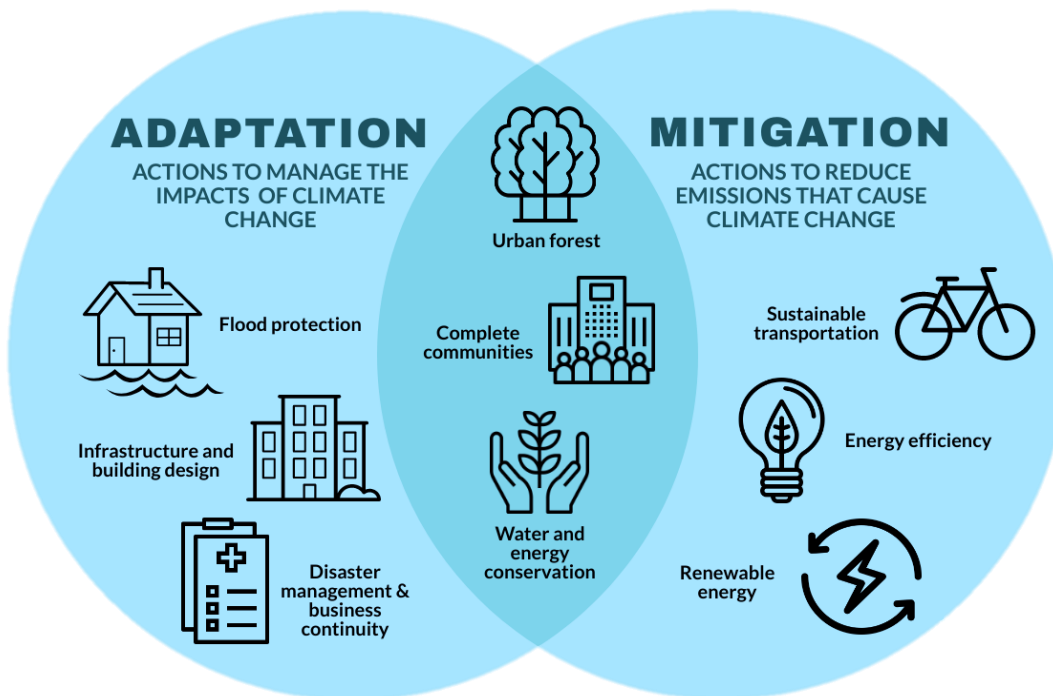 ADAPTATION
ACTIONS TO MANAGE THE
IMPACTS OF CLIMATE
CHANGE
Flood protection
Infrastructure and
building design
Disaster
management &
business
continuity
Urban forest
Complete
communities
Water and
energy
conservation
MITIGATION
ACTIONS TO REDUCE
EMISSIONS THAT CAUSE
CLIMATE CHANGE
Sustainable
transportation
Energy efficiency
Renewable
energy